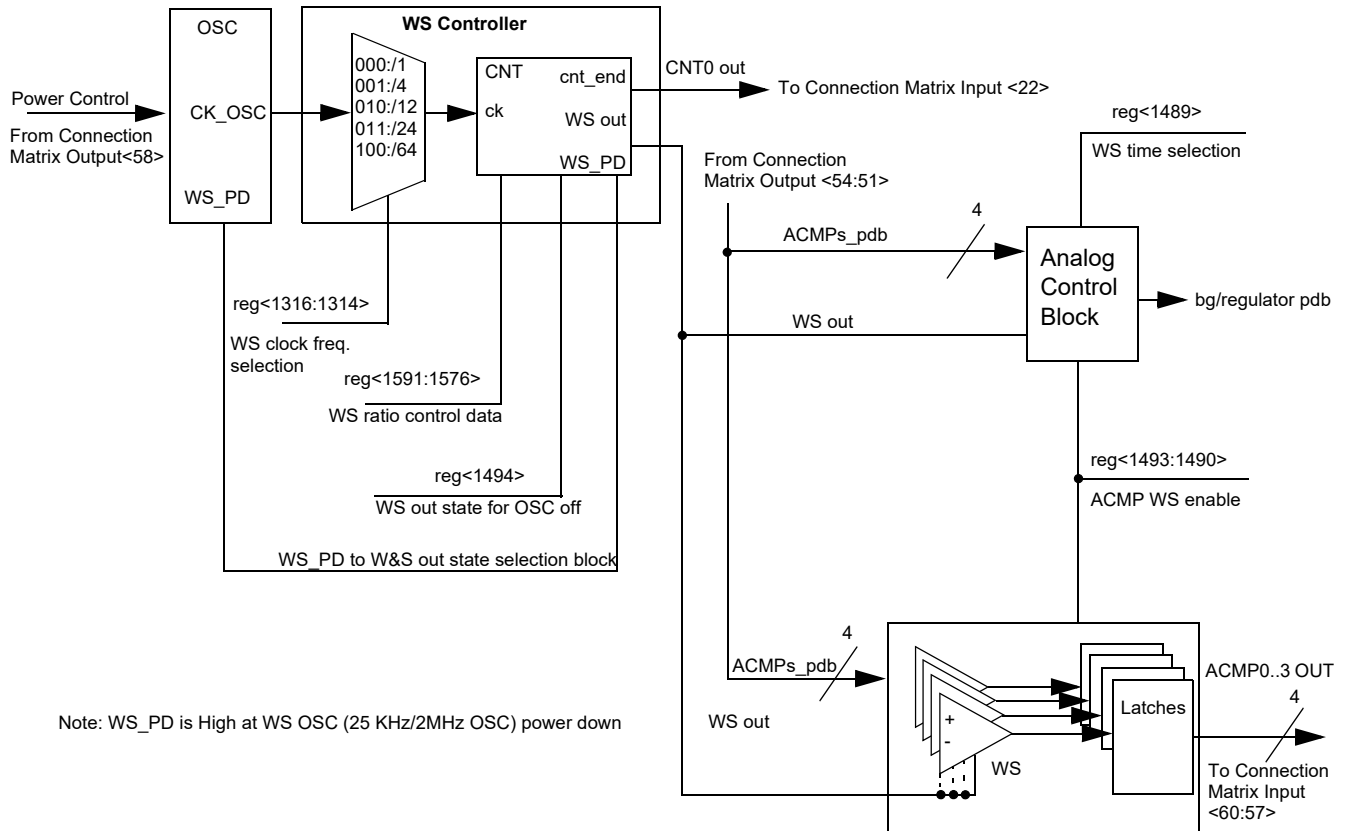 OSC
WS Controller
000:/1
001:/4
010:/12
011:/24
100:/64
CNT
cnt_end
ck
WS out
WS_PD
CNT0 out
To Connection Matrix Input <22>
Power Control
CK_OSC
From Connection
Matrix Output<58>
WS_PD
reg<1489>
WS time selection
From Connection
Matrix Output <54:51>
4
ACMPs_pdb
Analog
Control
Block
bg/regulator pdb
WS out
reg<1316:1314>
WS clock freq.
selection
reg<1591:1576>
WS ratio control data
reg<1494>
WS out state for OSC off
WS_PD to W&S out state selection block
reg<1493:1490>
ACMP WS enable
4
ACMPs_pdb
WS out
+
-
WS
Latches
ACMP0..3 OUT
4
To Connection
Matrix Input
<60:57>
Note: WS_PD is High at WS OSC (25 KHz/2MHz OSC) power down